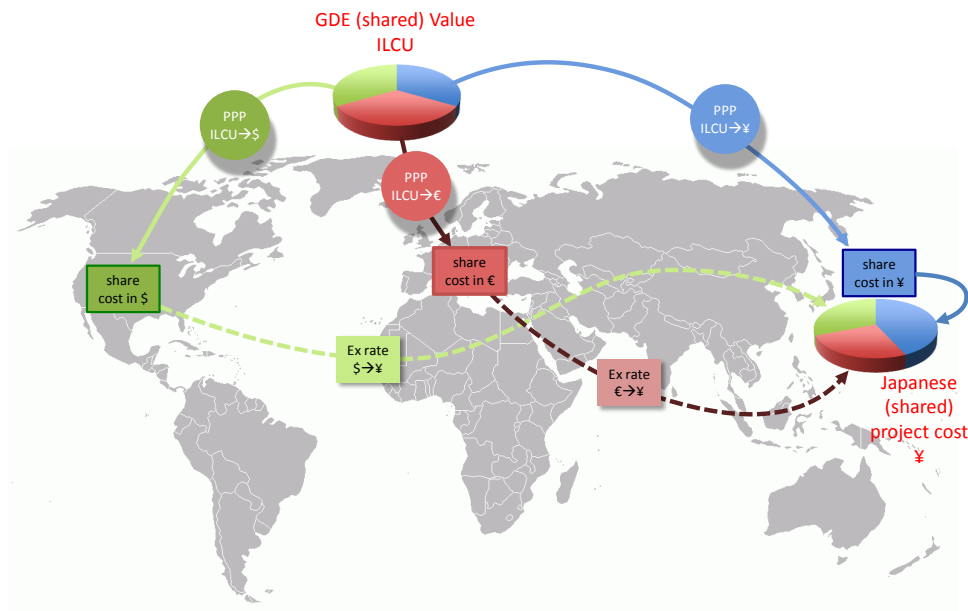 GDE (shared) Value
ILCU
PPP
ILCU→$
PPP
ILCU→¥
PPP
ILCU→€
share
cost in $
share
cost in €
share
cost in ¥
Ex rate
$→¥
Ex rate
€→¥
Japanese
(shared)
project cost
¥